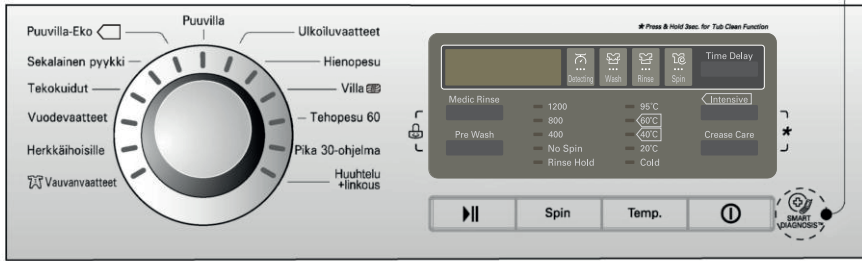 Puuvilla
Puuvilla-Eko
Sekalainen pyykki
Tekokuidut
Vuodevaatteet
Herkkäihoisille
Vauvanvaatteet
Ulkoiluvaatteet
Hienopesu
Villa
Tehopesu 60
Pika 30-ohjelma
Huuhtelu
+linkous
* Press & Hold 3sec. for Tub Clean Function
Detecting
Wash
Rinse
Spin
Time Delay
Medic Rinse
Pre Wash
1200
800
400
No Spin
Rinse Hold
95°C
60°C
40°C
20°C
Cold
Intensive
Crease Care
*
Spin
Temp.
SMART
DIAGNOSIS™